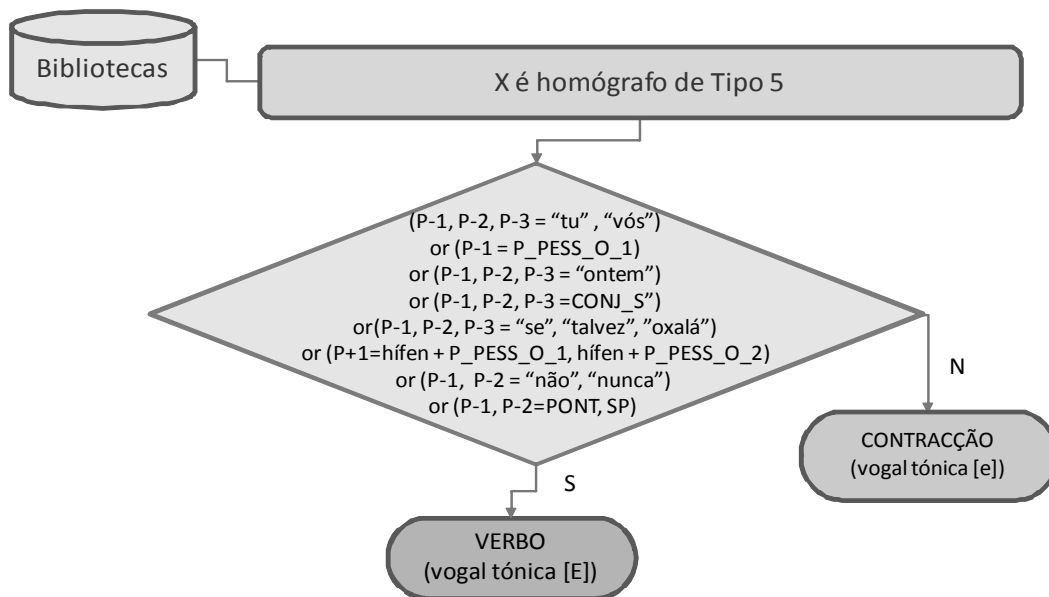 Bibliotecas
X é homógrafo de Tipo 5
(P-1, P-2, P-3 = “tu” , “vós”)
or (P-1 = P_PESS_O_1)
or (P-1, P-2, P-3 = “ontem”)
or (P-1, P-2, P-3 =CONJ_S”)
or(P-1, P-2, P-3 = “se”, “talvez”, “oxalá”)
or (P+1=hífen + P_PESS_O_1, hífen + P_PESS_O_2)
or (P-1, P-2 = “não”, “nunca”)
or (P-1, P-2=PONT, SP)
N
CONTRACÇÃO
(vogal tónica [e])
S
VERBO
(vogal tónica [E])